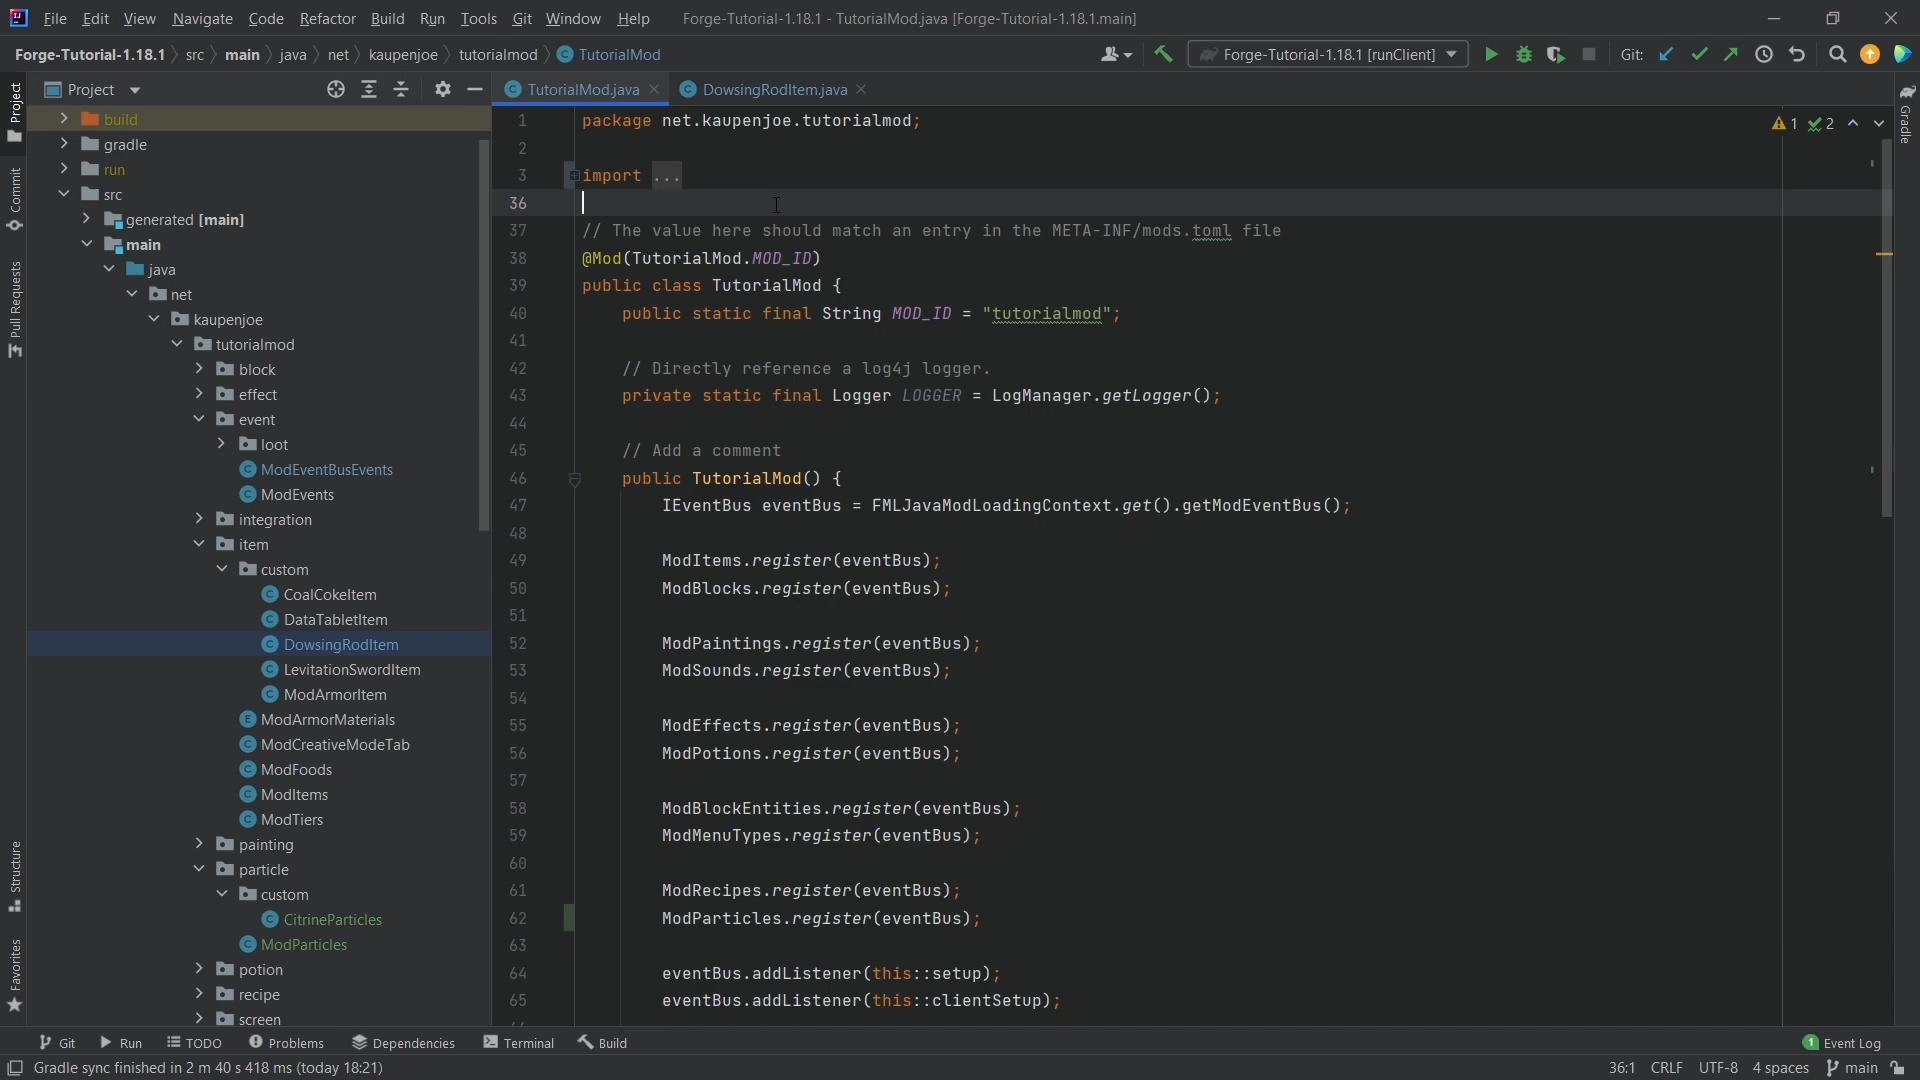 File Edit View Navigate Code Refactor Build Run Tools Git Window Help Forge-Tutorial-1.18.1 - TutorialMod.java [Forge-Tutorial-1.18.1.main]
Forge-Tutorial-1.18.1 src main java net kaupenjoe tutorialmod TutorialMod Forge-Tutorial-1.18.1 [runClient] Git:
Project TutorialMod.java DowsingRodItem.java
Project
Commit
Pull Requests
Structure
Favorites
Gradle
build
gradle
run
src
generated [main]
main
java
net
kaupenjoe
tutorialmod
block
effect
event
loot
ModEventBusEvents
ModEvents
integration
item
custom
CoalCokeItem
DataTabletItem
DowsingRodItem
LevitationSwordItem
ModArmorItem
ModArmorMaterials
ModCreativeModeTab
ModFoods
ModItems
ModTiers
painting
particle
custom
CitrineParticles
ModParticles
potion
recipe
screen
1 2
1 package net.kaupenjoe.tutorialmod;
2
3 import ...
36
37 // The value here should match an entry in the META-INF/mods.toml file
38 @Mod(TutorialMod.MOD_ID)
39 public class TutorialMod {
40 public static final String MOD_ID = "tutorialmod";
41
42 // Directly reference a log4j logger.
43 private static final Logger LOGGER = LogManager.getLogger();
44
45 // Add a comment
46 public TutorialMod() {
47 IEventBus eventBus = FMLJavaModLoadingContext.get().getModEventBus();
48
49 ModItems.register(eventBus);
50 ModBlocks.register(eventBus);
51
52 ModPaintings.register(eventBus);
53 ModSounds.register(eventBus);
54
55 ModEffects.register(eventBus);
56 ModPotions.register(eventBus);
57
58 ModBlockEntities.register(eventBus);
59 ModMenuTypes.register(eventBus);
60
61 ModRecipes.register(eventBus);
62 ModParticles.register(eventBus);
63
64 eventBus.addListener(this::setup);
65 eventBus.addListener(this::clientSetup);
Git Run TODO Problems Dependencies Terminal Build 1 Event Log
Gradle sync finished in 2 m 40 s 418 ms (today 18:21) 36:1 CRLF UTF-8 4 spaces main